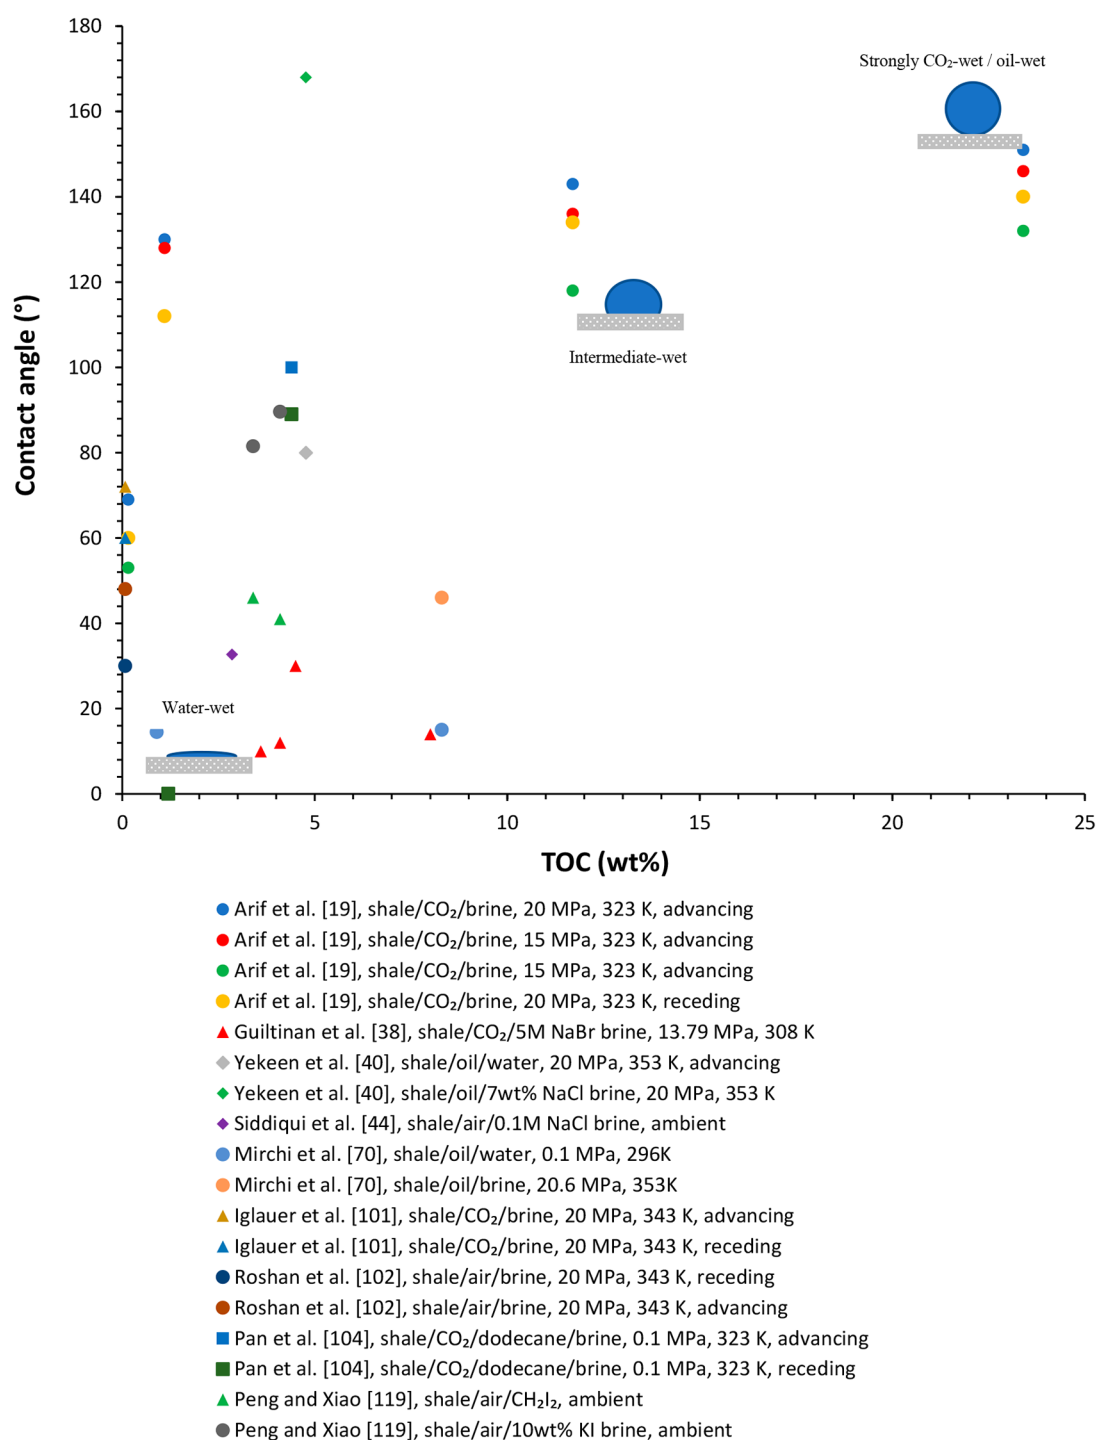 180
160
140
120
100
80
60
40
20
0
Contact angle (°)
Strongly CO₂-wet / oil-wet
Intermediate-wet
Water-wet
0 5 10 15 20 25
TOC (wt%)
Arif et al. [19], shale/CO₂/brine, 20 MPa, 323 K, advancing
Arif et al. [19], shale/CO₂/brine, 15 MPa, 323 K, advancing
Arif et al. [19], shale/CO₂/brine, 15 MPa, 323 K, advancing
Arif et al. [19], shale/CO₂/brine, 20 MPa, 323 K, receding
Guiltinan et al. [38], shale/CO₂/5M NaBr brine, 13.79 MPa, 308 K
Yekeen et al. [40], shale/oil/water, 20 MPa, 353 K, advancing
Yekeen et al. [40], shale/oil/7wt% NaCl brine, 20 MPa, 353 K
Siddiqui et al. [44], shale/air/0.1M NaCl brine, ambient
Mirchi et al. [70], shale/oil/water, 0.1 MPa, 296K
Mirchi et al. [70], shale/oil/brine, 20.6 MPa, 353K
Iglauer et al. [101], shale/CO₂/brine, 20 MPa, 343 K, advancing
Iglauer et al. [101], shale/CO₂/brine, 20 MPa, 343 K, receding
Roshan et al. [102], shale/air/brine, 20 MPa, 343 K, receding
Roshan et al. [102], shale/air/brine, 20 MPa, 343 K, advancing
Pan et al. [104], shale/CO₂/dodecane/brine, 0.1 MPa, 323 K, advancing
Pan et al. [104], shale/CO₂/dodecane/brine, 0.1 MPa, 323 K, receding
Peng and Xiao [119], shale/air/CH₂I₂, ambient
Peng and Xiao [119], shale/air/10wt% KI brine, ambient